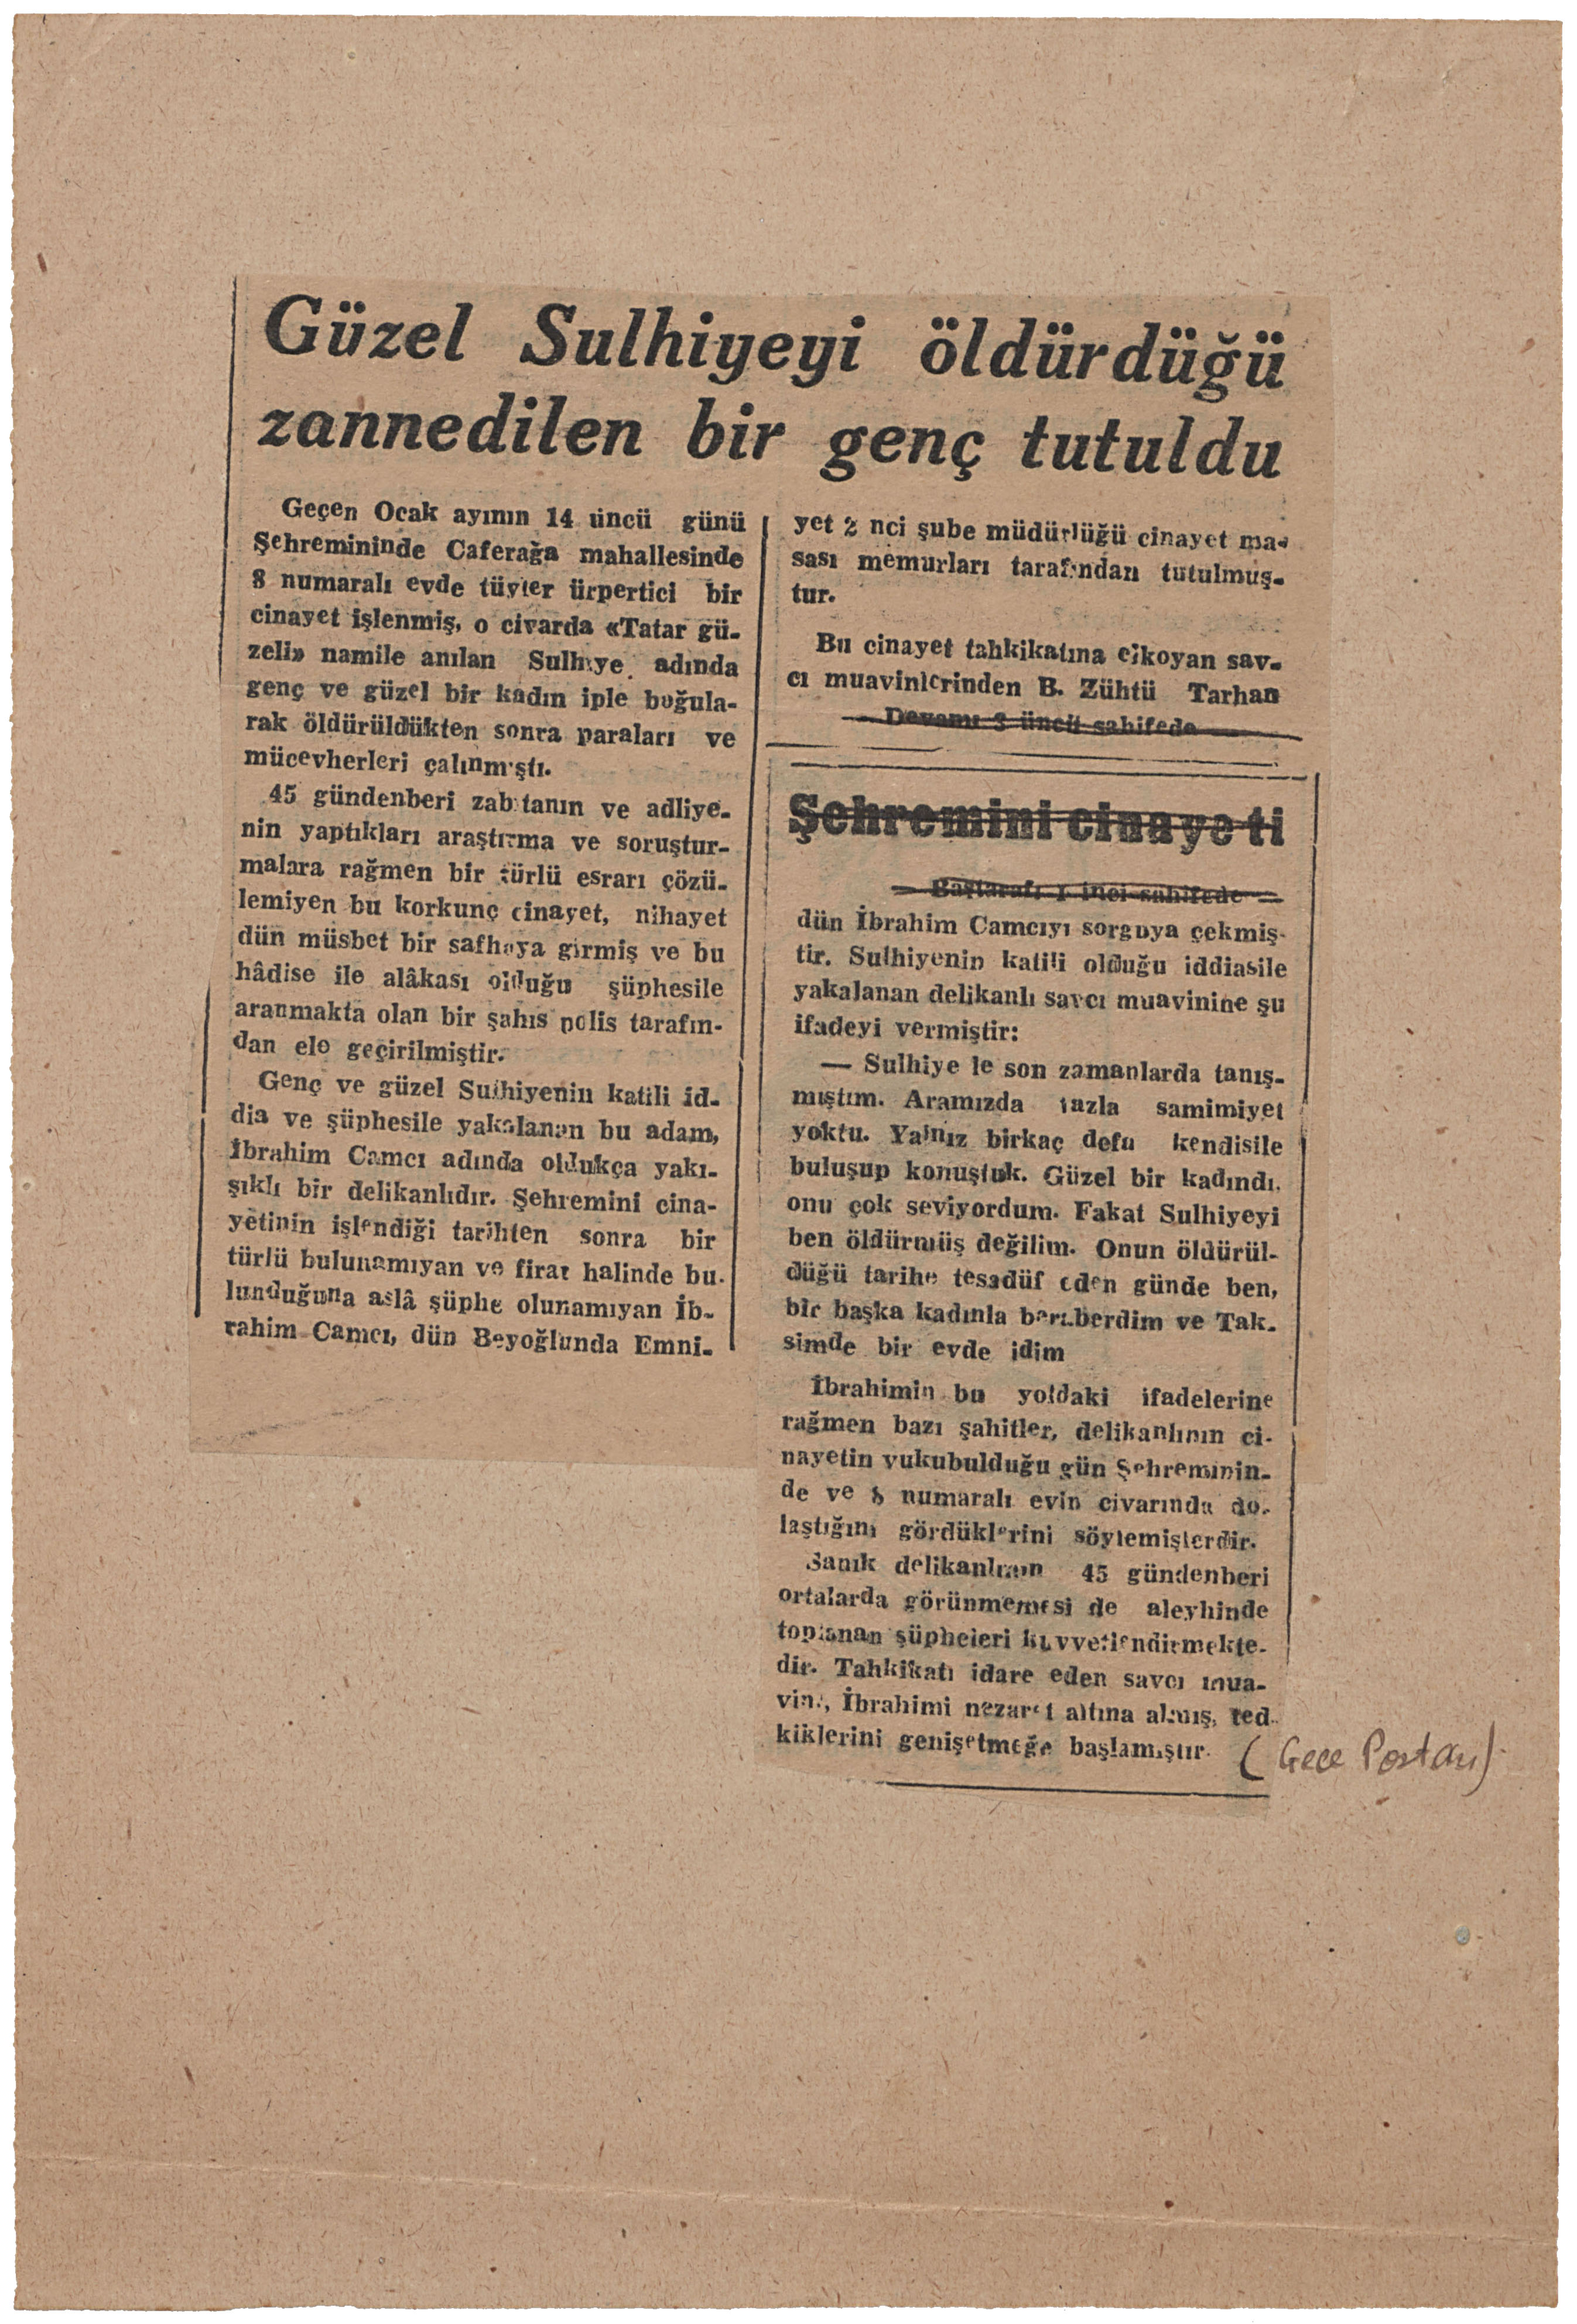 Güzel Sulhiyeyi öldürdüğü
zannedilen bir genç tutuldu
Geçen Ocak ayının 14 üncü günü
Şehremininde Caferağa mahallesinde
8 numaralı evde tüyler ürpertici bir
cinayet işlenmiş, o civarda «Tatar gü-
zeli» namile anılan Sulhiye adında
genç ve güzel bir kadın iple boğula-
rak öldürüldükten sonra paraları ve
mücevherleri çalınmıştı.
45 gündenberi zabıtanın ve adliye-
nin yaptıkları araştırma ve soruştur-
malara rağmen bir türlü esrarı çözü-
lemiyen bu korkunç cinayet, nihayet
dün müsbet bir safhaya girmiş ve bu
hâdise ile alâkası olduğu şüphesile
aranmakta olan bir şahıs polis tarafın-
dan ele geçirilmiştir.
Genç ve güzel Sulhiyenin katili id-
dia ve şüphesile yakalanan bu adam,
İbrahim Camcı adında oldukça yakı-
şıklı bir delikanlıdır. Şehremini cina-
yetinin işlendiği tarihten sonra bir
türlü bulunamıyan ve firar halinde bu-
lunduğuna aslâ şüphe olunamıyan İb-
rahim Camcı, dün Beyoğlunda Emni-
yet 2 nci şube müdürlüğü cinayet ma-
sası memurları tarafından tutulmuş-
tur.
Bu cinayet tahkikatına elkoyan sav-
cı muavinlerinden B. Zühtü Tarhan
Devamı 3 üncü sahifede
Şehremini cinayeti
Baştarafı 1 inci sahifede
dün İbrahim Camcıyı sorguya çekmiş-
tir. Sulhiyenin katili olduğu iddiasile
yakalanan delikanlı savcı muavinine şu
ifadeyi vermiştir:
— Sulhiye le son zamanlarda tanış-
mıştım. Aramızda fazla samimiyet
yoktu. Yalnız birkaç defa kendisile
buluşup konuştuk. Güzel bir kadındı,
onu çok seviyordum. Fakat Sulhiyeyi
ben öldürmüş değilim. Onun öldürül-
düğü tarihe tesadüf eden günde ben,
bir başka kadınla beraberdim ve Tak-
simde bir evde idim
İbrahimin bu yoldaki ifadelerine
rağmen bazı şahitler, delikanlının ci-
nayetin vukubulduğu gün Şehreminin-
de ve 8 numaralı evin civarında do-
laştığını gördüklerini söylemişlerdir.
Sanık delikanlının 45 gündenberi
ortalarda görünmemesi de aleyhinde
toplanan şüpheleri kuvvetlendirmekte-
dir. Tahkikatı idare eden savcı mua-
vini, İbrahimi nezaret altına almış, ted-
kiklerini genişetmeğe başlamıştır.
(Gece Postası)